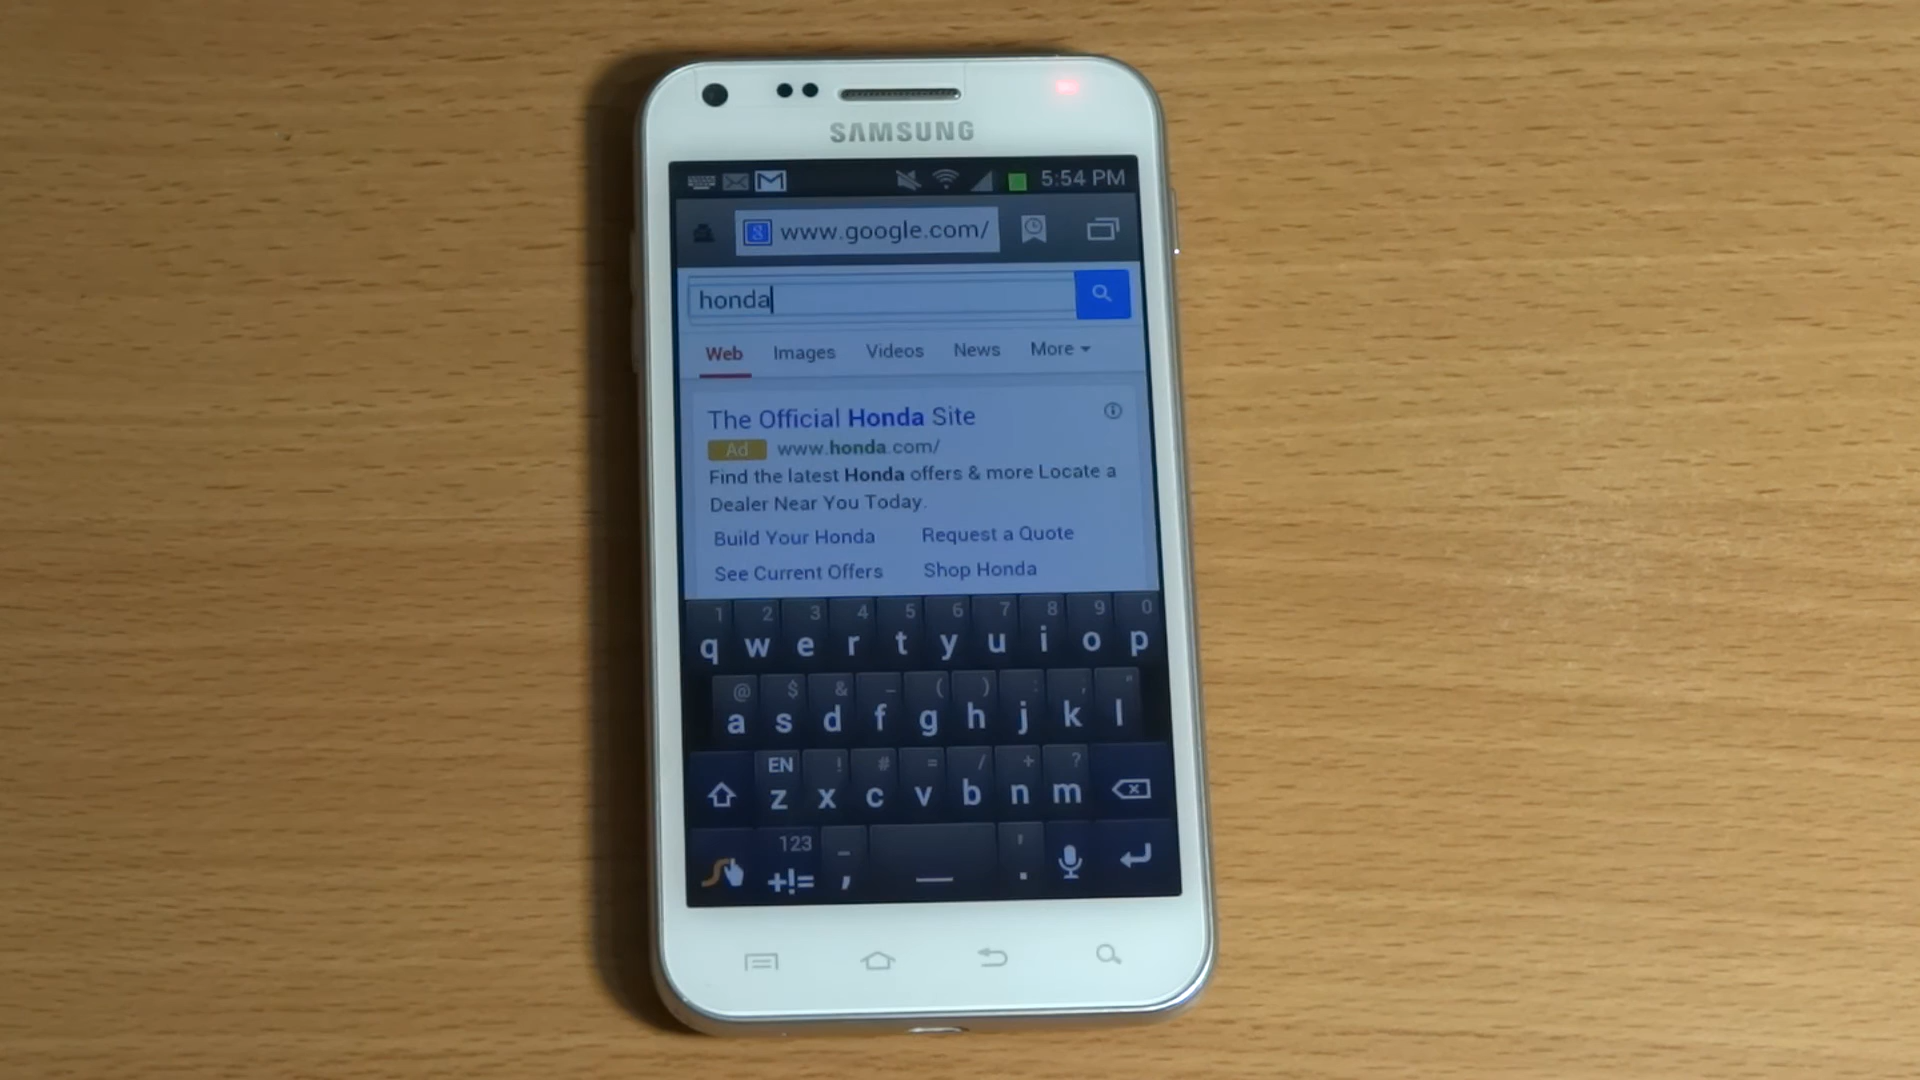 SAMSUNG
5:54 PM
www.google.com/
honda
Web Images Videos News More
The Official Honda Site
Ad www.honda.com/
Find the latest Honda offers & more Locate a
Dealer Near You Today.
Build Your Honda Request a Quote
See Current Offers Shop Honda
1 2 3 4 5 6 7 8 9 0
q w e r t y u i o p
@ $ & _ ( ) : ; "
a s d f g h j k l
EN ! # = / + ?
z x c v b n m
123 - '
+!= , .